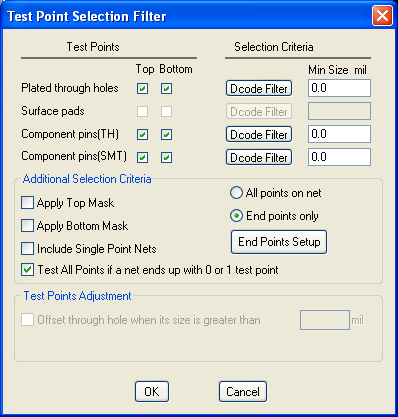 Test Point Selection Filter
Test Points Selection Criteria
Top Bottom Min Size mil
Plated through holes Dcode Filter 0.0
Surface pads Dcode Filter
Component pins(TH) Dcode Filter 0.0
Component pins(SMT) Dcode Filter 0.0
Additional Selection Criteria
Apply Top Mask
Apply Bottom Mask
Include Single Point Nets
Test All Points if a net ends up with 0 or 1 test point
All points on net
End points only
End Points Setup
Test Points Adjustment
Offset through hole when its size is greater than mil
OK Cancel